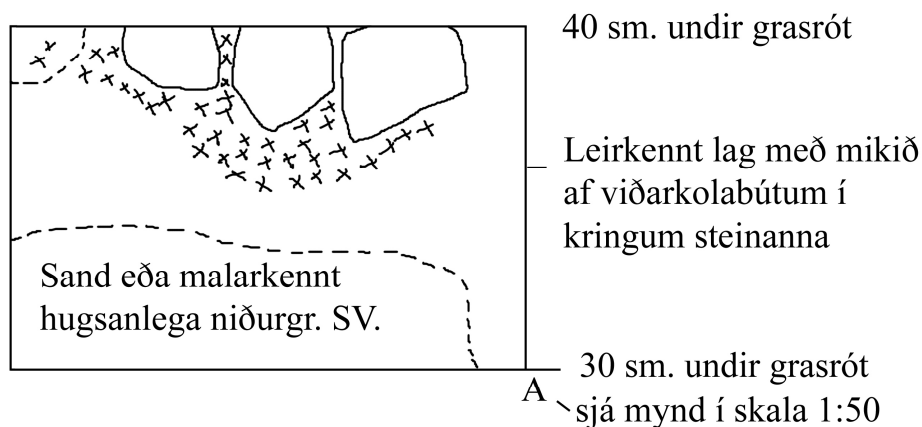 40 sm. undir grasrót
Leirkennt lag með mikið
af viðarkolabútum í
kringum steinanna
Sand eða malarkennt
hugsanlega niðurgr. SV.
30 sm. undir grasrót
A
sjá mynd í skala 1:50